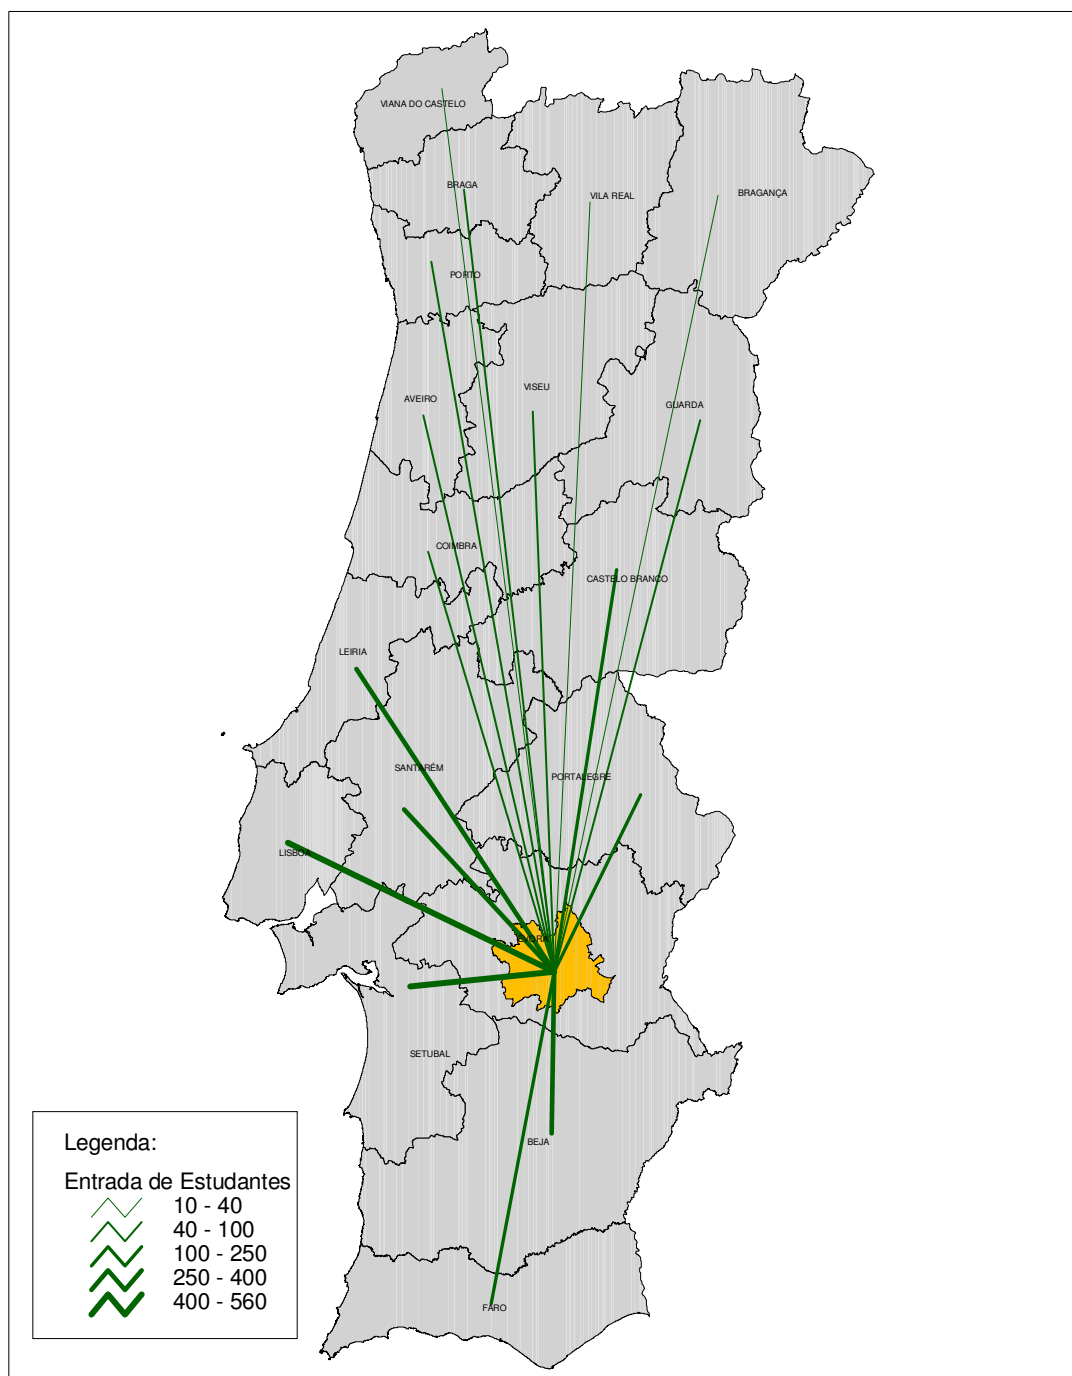 VIANA DO CASTELO
BRAGA
VILA REAL
BRAGANÇA
PORTO
VISEU
AVEIRO
GUARDA
COIMBRA
CASTELO BRANCO
LEIRIA
SANTARÉM
PORTALEGRE
LISBOA
ÉVORA
SETUBAL
BEJA
FARO
Legenda:
Entrada de Estudantes
10 - 40
40 - 100
100 - 250
250 - 400
400 - 560